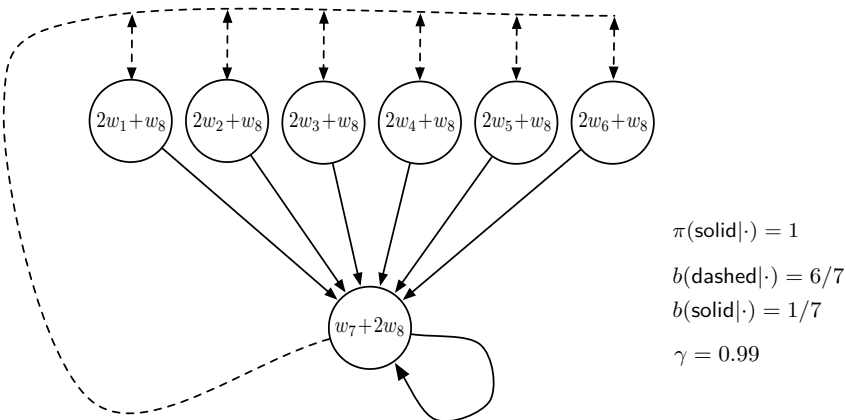 2w₁+w₈ 2w₂+w₈ 2w₃+w₈ 2w₄+w₈ 2w₅+w₈ 2w₆+w₈
π(solid|·) = 1
b(dashed|·) = 6/7
b(solid|·) = 1/7
w₇+2w₈
γ = 0.99